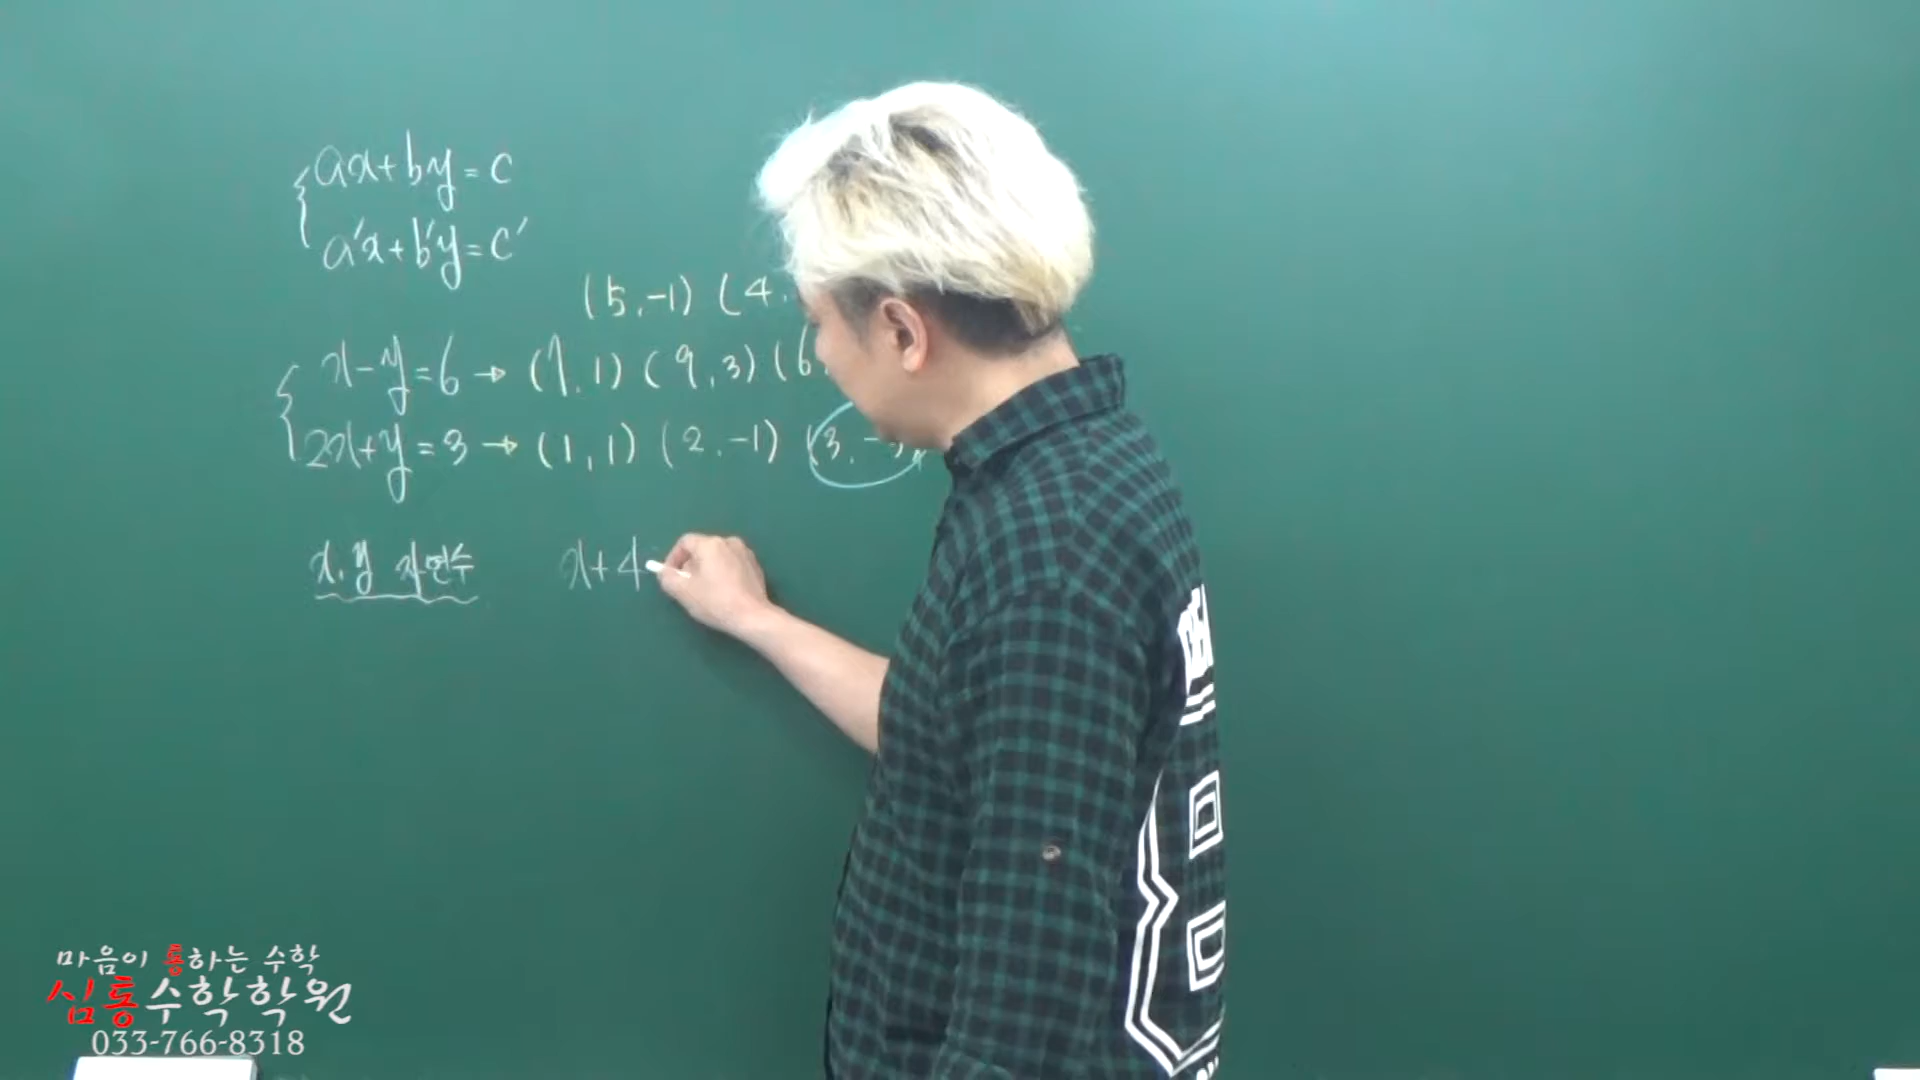 ax+by=c
a′x+b′y=c′
(5,-1) (4,
x-y=6 → (7,1) (9,3) (6
2x+y=3 → (1,1) (2,-1) (3,-3)
x,y 자연수 x+4
마음이 통하는 수학
심통수학학원
033-766-8318